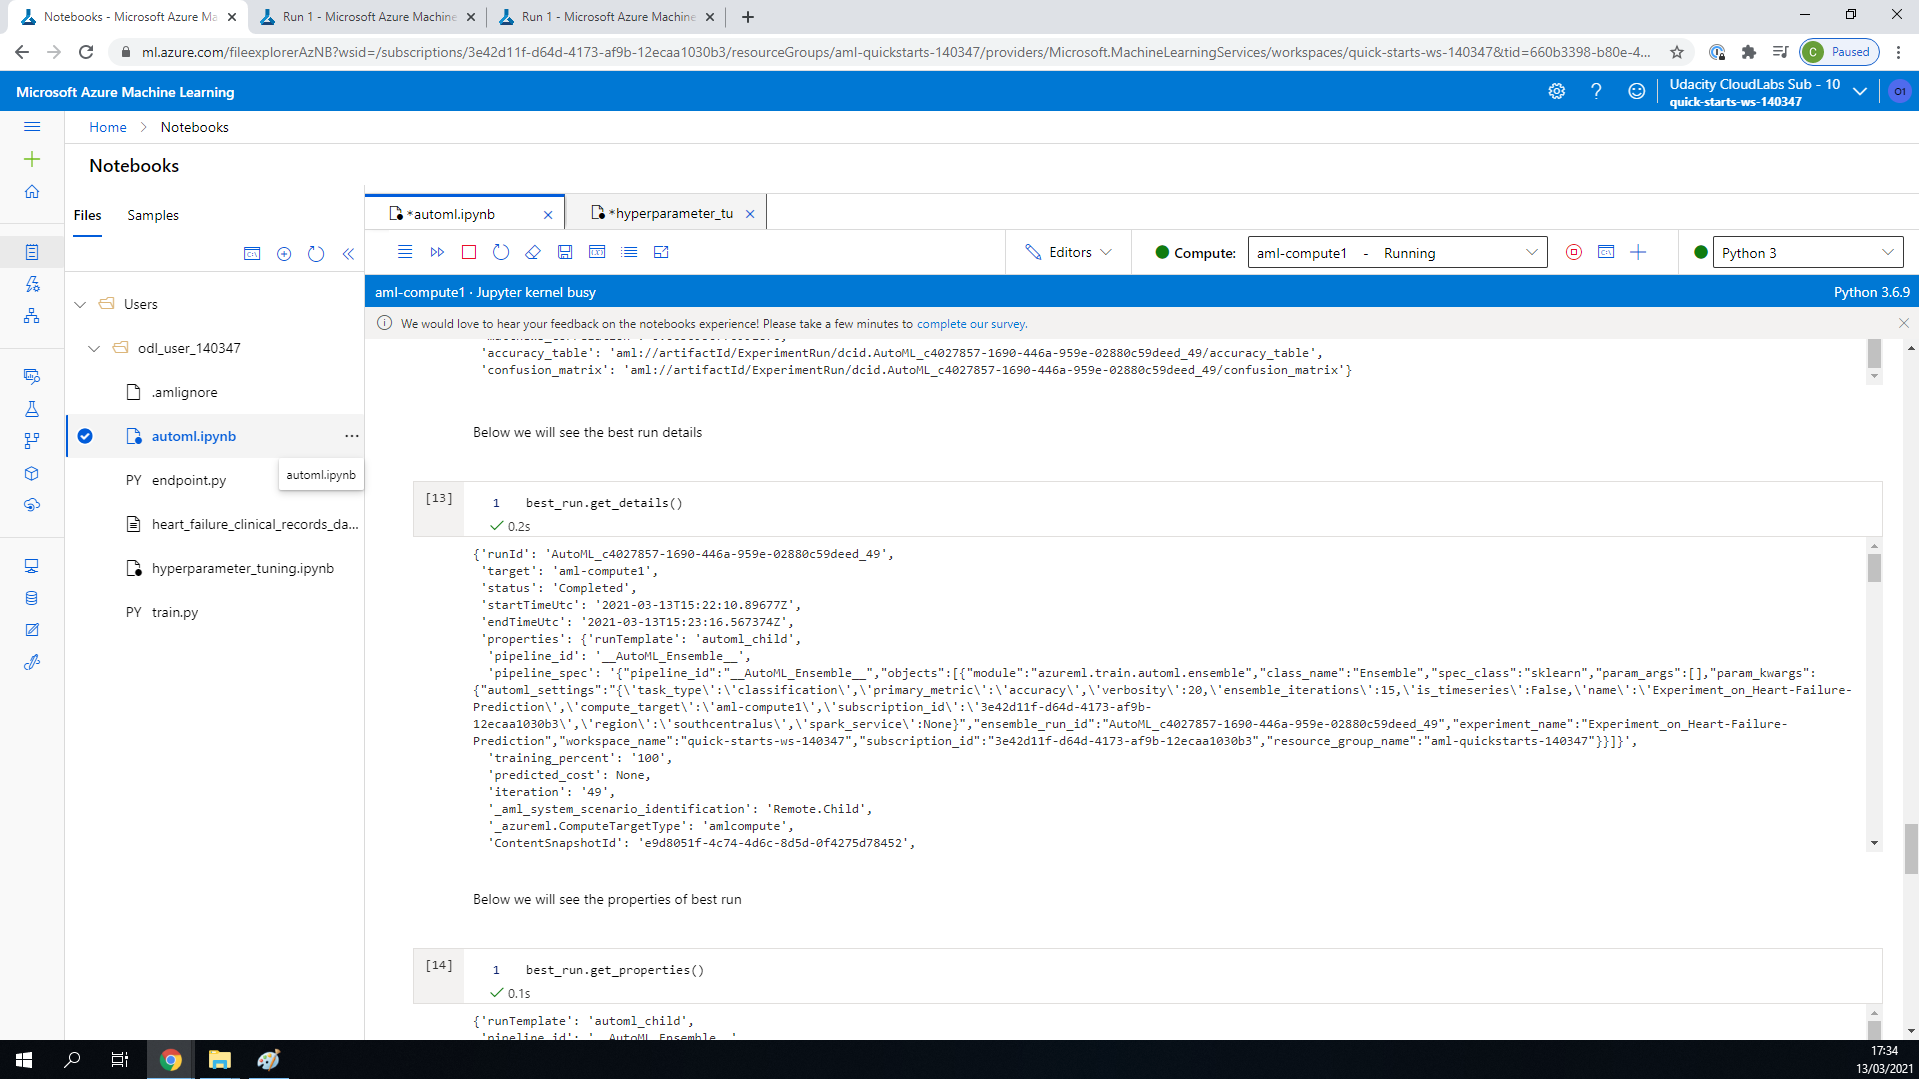 Notebooks - Microsoft Azure Ma
Run 1 - Microsoft Azure Machine
Run 1 - Microsoft Azure Machine
ml.azure.com/fileexplorerAzNB?wsid=/subscriptions/3e42d11f-d64d-4173-af9b-12ecaa1030b3/resourceGroups/aml-quickstarts-140347/providers/Microsoft.MachineLearningServices/workspaces/quick-starts-ws-140347&tid=660b3398-b80e-4...
C Paused
Microsoft Azure Machine Learning
Udacity CloudLabs Sub - 10
quick-starts-ws-140347
O1
Home > Notebooks
Notebooks
Files Samples
*automl.ipynb
*hyperparameter_tu
Editors
Compute: aml-compute1 - Running
Python 3
aml-compute1 · Jupyter kernel busy
Python 3.6.9
We would love to hear your feedback on the notebooks experience! Please take a few minutes to complete our survey.
Users
odl_user_140347
.amlignore
automl.ipynb
...
automl.ipynb
PY endpoint.py
heart_failure_clinical_records_da...
hyperparameter_tuning.ipynb
PY train.py
'accuracy_table': 'aml://artifactId/ExperimentRun/dcid.AutoML_c4027857-1690-446a-959e-02880c59deed_49/accuracy_table',
'confusion_matrix': 'aml://artifactId/ExperimentRun/dcid.AutoML_c4027857-1690-446a-959e-02880c59deed_49/confusion_matrix'}
Below we will see the best run details
[13]
1 best_run.get_details()
0.2s
{'runId': 'AutoML_c4027857-1690-446a-959e-02880c59deed_49',
'target': 'aml-compute1',
'status': 'Completed',
'startTimeUtc': '2021-03-13T15:22:10.89677Z',
'endTimeUtc': '2021-03-13T15:23:16.567374Z',
'properties': {'runTemplate': 'automl_child',
'pipeline_id': '__AutoML_Ensemble__',
'pipeline_spec': '{"pipeline_id":"__AutoML_Ensemble__","objects":[{"module":"azureml.train.automl.ensemble","class_name":"Ensemble","spec_class":"sklearn","param_args":[],"param_kwargs":
{"automl_settings":"{\'task_type\':\'classification\',\'primary_metric\':\'accuracy\',\'verbosity\':20,\'ensemble_iterations\':15,\'is_timeseries\':False,\'name\':\'Experiment_on_Heart-Failure-
Prediction\',\'compute_target\':\'aml-compute1\',\'subscription_id\':\'3e42d11f-d64d-4173-af9b-
12ecaa1030b3\',\'region\':\'southcentralus\',\'spark_service\':None}","ensemble_run_id":"AutoML_c4027857-1690-446a-959e-02880c59deed_49","experiment_name":"Experiment_on_Heart-Failure-
Prediction","workspace_name":"quick-starts-ws-140347","subscription_id":"3e42d11f-d64d-4173-af9b-12ecaa1030b3","resource_group_name":"aml-quickstarts-140347"}}]}',
'training_percent': '100',
'predicted_cost': None,
'iteration': '49',
'_aml_system_scenario_identification': 'Remote.Child',
'_azureml.ComputeTargetType': 'amlcompute',
'ContentSnapshotId': 'e9d8051f-4c74-4d6c-8d5d-0f4275d78452',
Below we will see the properties of best run
[14]
1 best_run.get_properties()
0.1s
{'runTemplate': 'automl_child',
'pipeline_id': '__AutoML_Ensemble__'
17:34
13/03/2021